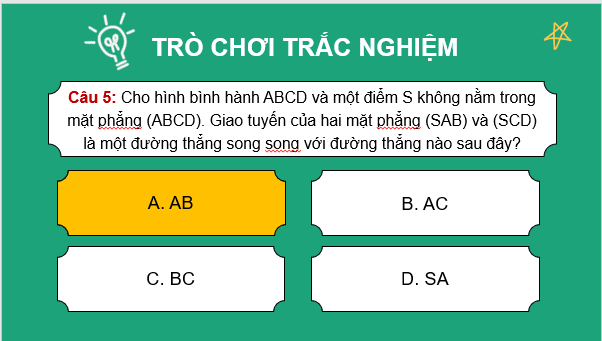 TRÒ CHƠI TRẮC NGHIỆM
Câu 5: Cho hình bình hành ABCD và một điểm S không nằm trong
mặt phẳng (ABCD). Giao tuyến của hai mặt phẳng (SAB) và (SCD)
là một đường thẳng song song với đường thẳng nào sau đây?
A. AB
B. AC
C. BC
D. SA